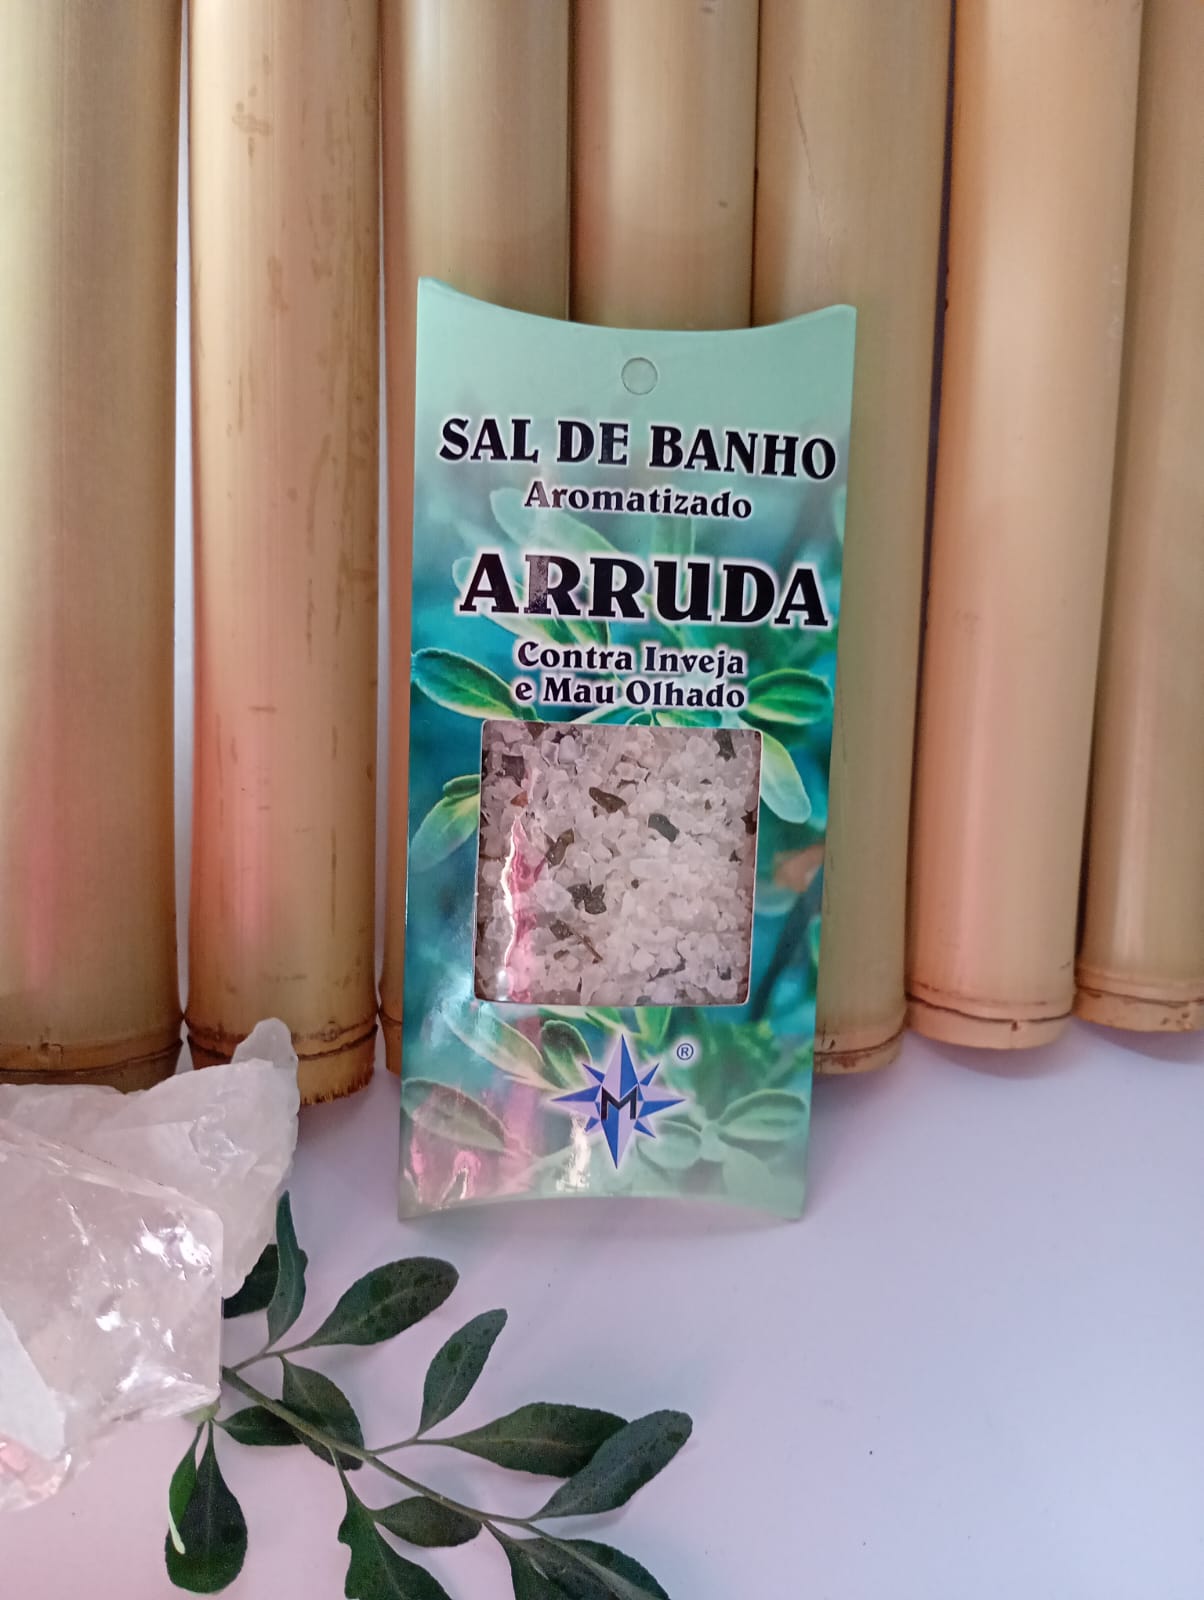 SAL DE BANHO
Aromatizado
ARRUDA
Contra Inveja
e Mau Olhado
®
M